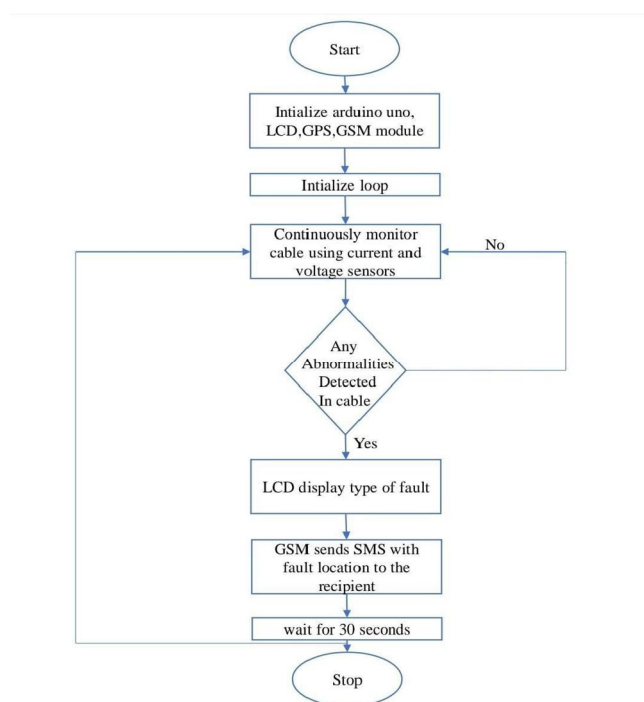 Start
Intialize arduino uno,
LCD,GPS,GSM module
Intialize loop
Continuously monitor
cable using current and
voltage sensors
No
Any
Abnormalities
Detected
In cable
Yes
LCD display type of fault
GSM sends SMS with
fault location to the
recipient
wait for 30 seconds
Stop